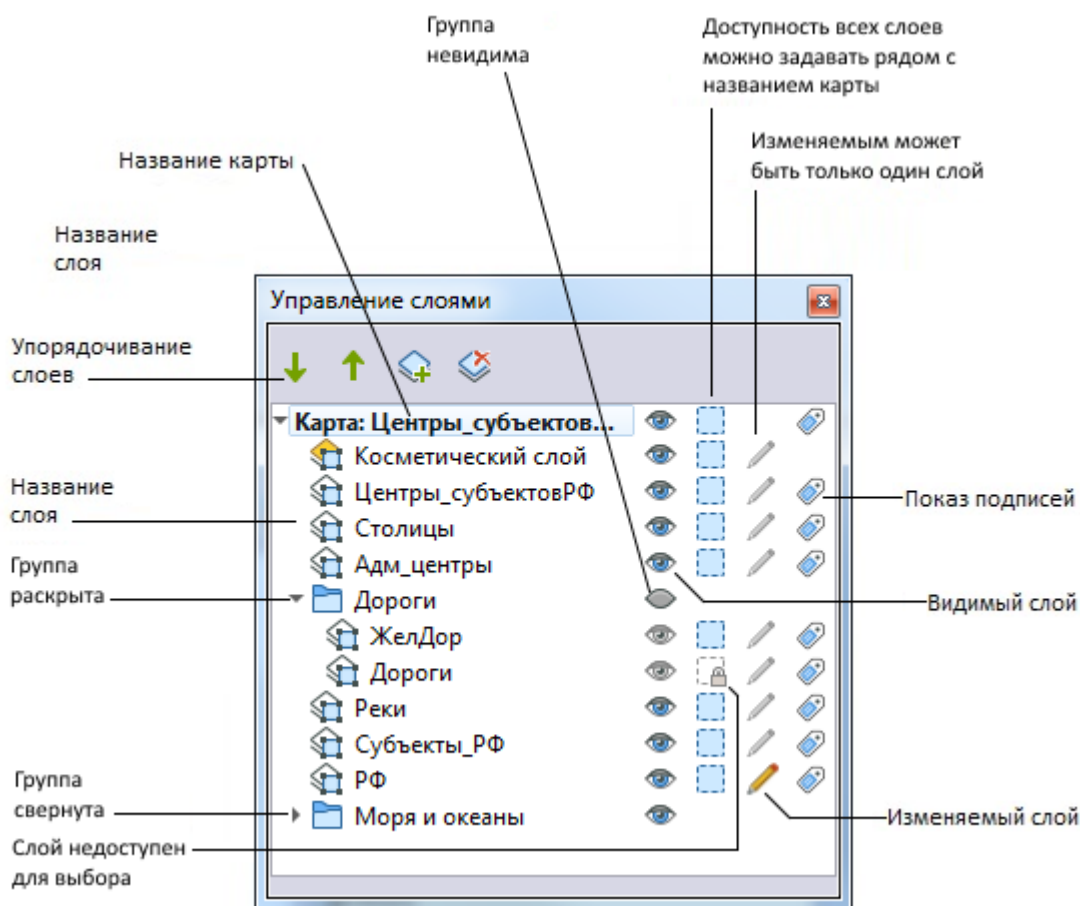 Группа
невидима
Доступность всех слоев
можно задавать рядом с
названием карты
Изменяемым может
быть только один слой
Название карты
Название
слоя
Управление слоями
Упорядочивание
слоев
Карта: Центры_субъектов...
Косметический слой
Название
слоя
Центры_субъектовРФ
Показ подписей
Столицы
Группа
раскрыта
Адм_центры
Видимый слой
Дороги
ЖелДор
Дороги
Реки
Субъекты_РФ
Группа
свернута
РФ
Моря и океаны
Изменяемый слой
Слой недоступен
для выбора